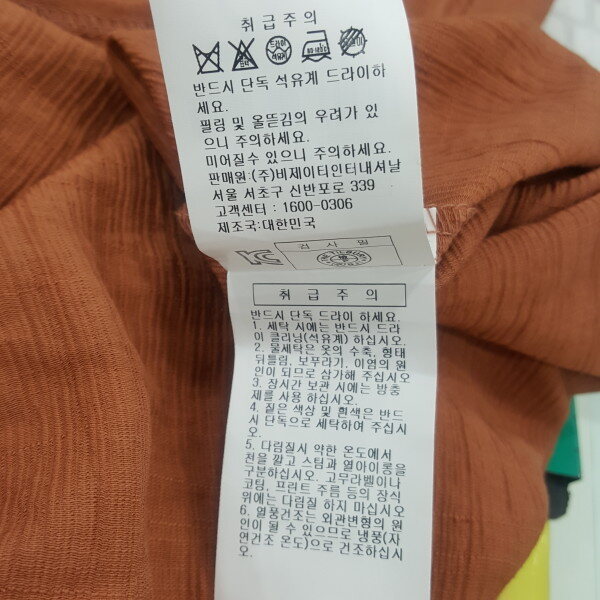 취급주의
드라이
석유계
80~120℃
반드시 단독 석유계 드라이하
세요.
필링 및 올뜯김의 우려가 있
으니 주의하세요.
미어질수 있으니 주의하세요.
판매원:(주)비제이티인터내셔날
서울 서초구 신반포로 339
고객센터 : 1600-0306
제조국:대한민국
검사필
취급주의
반드시 단독 드라이 하세요.
1. 세탁 시에는 반드시 드라
이 클리닝(석유계) 하십시오.
2. 물세탁은 옷의 수축, 형태
뒤틀림, 보푸라기, 이염의 원
인이 되므로 삼가해 주십시오
3. 장시간 보관 시에는 방충
제를 사용 하십시오.
4. 짙은 색상 및 흰색은 반드
시 단독으로 세탁하여 주십시
오.
5. 다림질시 약한 온도에서
천을 깔고 스팀과 열아이롱을
구분하십시오. 고무라벨이나
코팅, 프린트 주름 등의 장식
위에는 다림질 하지 마십시오
6. 열풍건조는 외관변형의 원
인이 될 수 있으므로 냉풍(자
연건조 온도)으로 건조하십시
오.